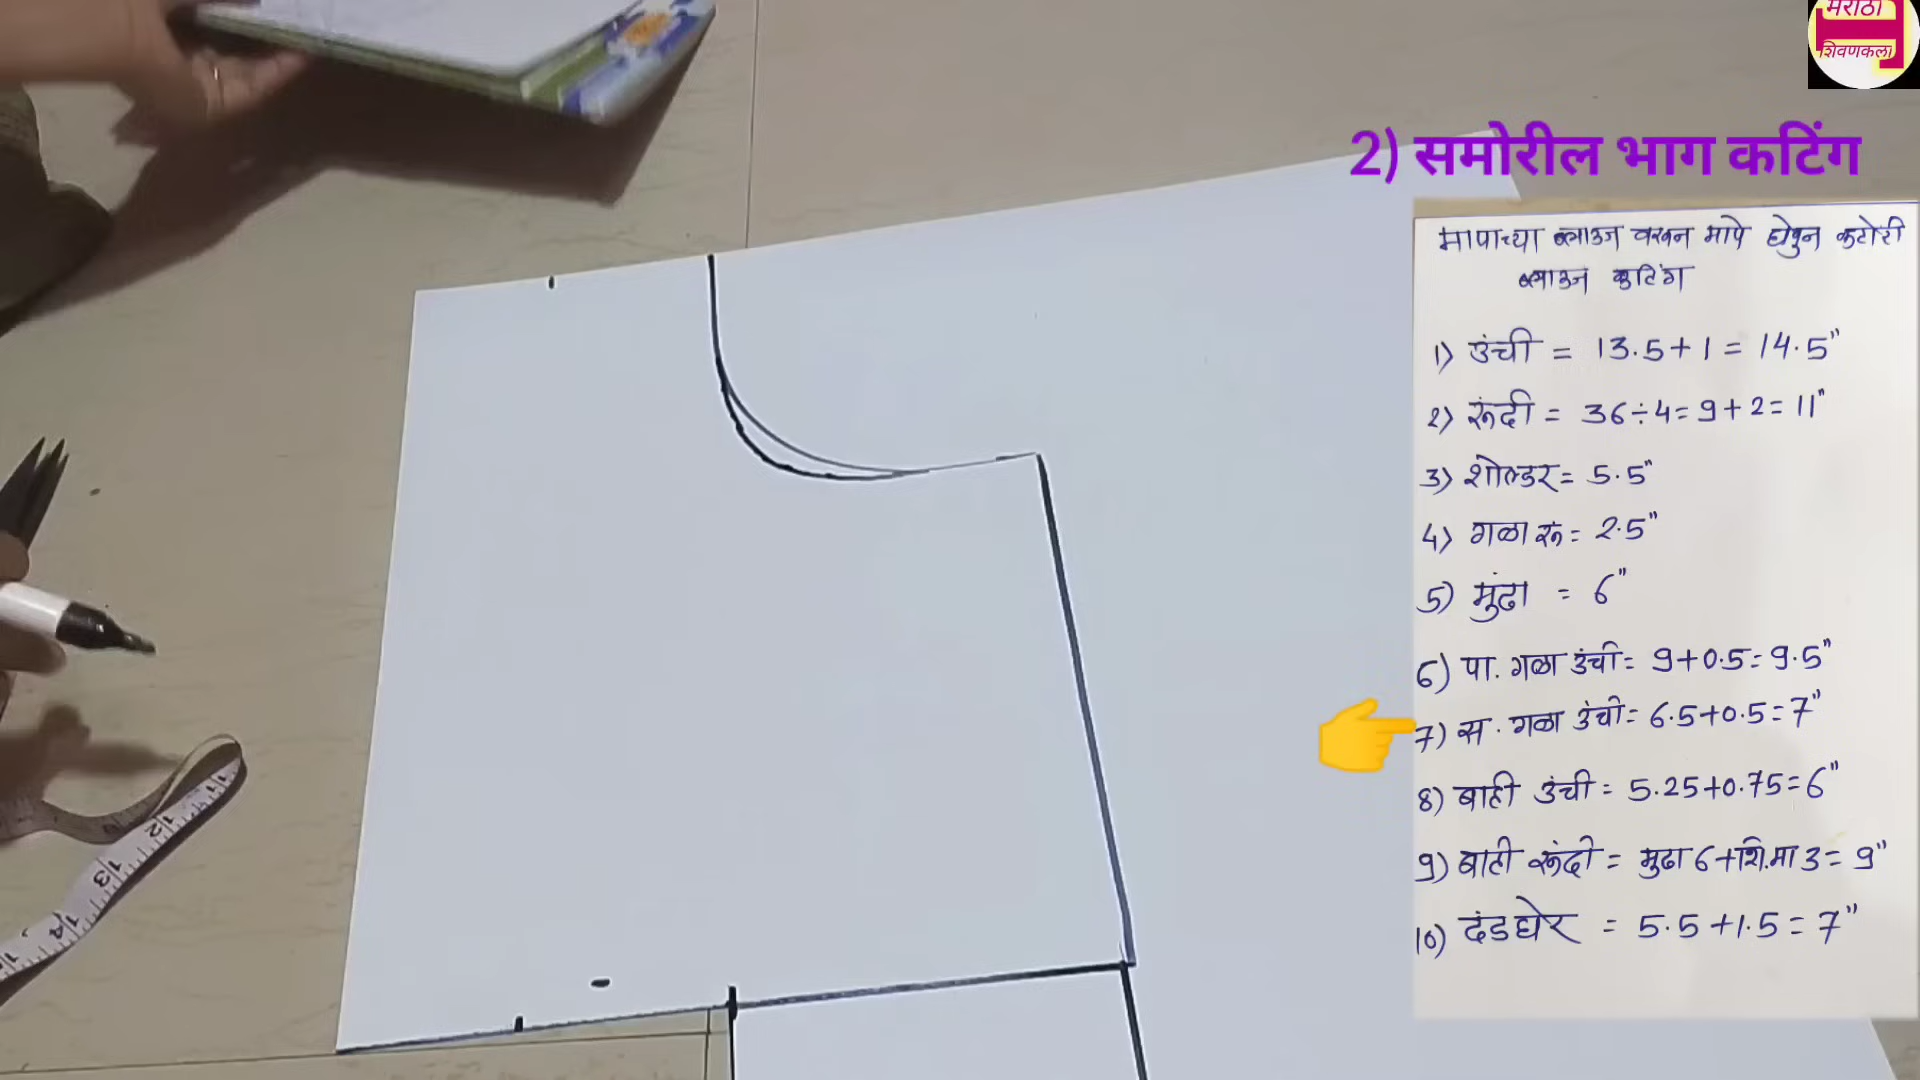 मराठी
शिवणकला
2) समोरील भाग कटिंग
मापाच्या ब्लाउज वरून मापे घेवुन कटोरी
ब्लाउज कटिंग
1) उंची = 13.5+1 = 14.5"
2) रुंदी = 36÷4=9+2=11"
3) शोल्डर= 5.5"
4) गळा रुं= 2.5"
5) मुंढा = 6"
6) पा. गळा उंची= 9+0.5=9.5"
7) स. गळा उंची= 6.5+0.5=7"
8) बाही उंची= 5.25+0.75=6"
9) बाही रुंदी = मुढा 6+शि.मा 3= 9"
10) दंडघेर = 5.5+1.5= 7"
12
13
14